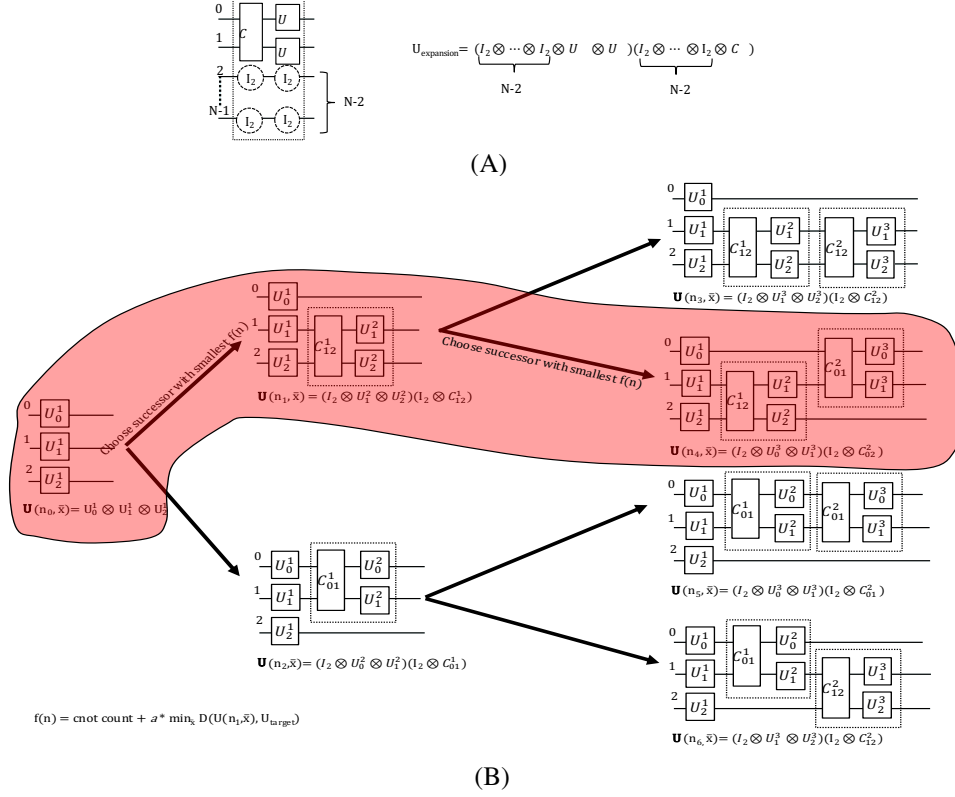 0 C U
1 U
2 I₂ I₂
N-1 I₂ I₂
N-2
U_expansion= (I₂ ⊗ ⋯ ⊗ I₂ ⊗ U ⊗ U )(I₂ ⊗ ⋯ ⊗ I₂ ⊗ C )
N-2 N-2
(A)
0 U₀¹
1 U₁¹
2 U₂¹
𝐔(n₀, x̄)= U₀¹ ⊗ U₁¹ ⊗ U₂¹
Choose successor with smallest f(n)
0 U₀¹
1 U₁¹ C₁₂¹ U₁²
2 U₂¹ U₂²
𝐔(n₁, x̄) = (I₂ ⊗ U₁² ⊗ U₂²)(I₂ ⊗ C₁₂¹)
Choose successor with smallest f(n)
0 U₀¹
1 U₁¹ C₁₂¹ U₁² C₁₂² U₁³
2 U₂¹ U₂² U₂³
𝐔(n₃, x̄) = (I₂ ⊗ U₁³ ⊗ U₂³)(I₂ ⊗ C₁₂²)
0 U₀¹ C₀₁² U₀³
1 U₁¹ C₁₂¹ U₁² U₁³
2 U₂¹ U₂²
𝐔(n₄, x̄)= (I₂ ⊗ U₀³ ⊗ U₁³)(I₂ ⊗ C₀₂²)
0 U₀¹ C₀₁¹ U₀²
1 U₁¹ U₁²
2 U₂¹
𝐔(n₂,x̄)= (I₂ ⊗ U₀² ⊗ U₁²)(I₂ ⊗ C₀₁¹)
0 U₀¹ C₀₁¹ U₀² C₀₁² U₀³
1 U₁¹ U₁² U₁³
2 U₂¹
𝐔(n₅, x̄)= (I₂ ⊗ U₀³ ⊗ U₁³)(I₂ ⊗ C₀₁²)
0 U₀¹ C₀₁¹ U₀²
1 U₁¹ U₁² C₁₂² U₁³
2 U₂¹ U₂³
𝐔(n₆, x̄)= (I₂ ⊗ U₁³ ⊗ U₂³)(I₂ ⊗ C₁₂²)
f(n) = cnot count + a* min_x̄ D(U(n₁,x̄), U_target)
(B)